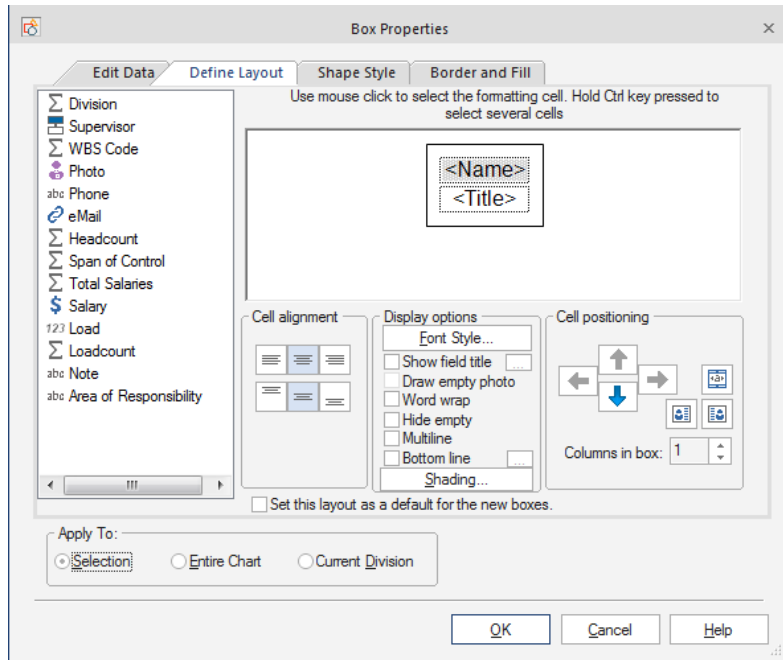 Box Properties
Edit Data
Define Layout
Shape Style
Border and Fill
Division
Supervisor
WBS Code
Photo
abc Phone
eMail
Headcount
Span of Control
Total Salaries
$ Salary
123 Load
Loadcount
abc Note
abc Area of Responsibility
Use mouse click to select the formatting cell. Hold Ctrl key pressed to
select several cells
<Name>
<Title>
Cell alignment
Display options
Font Style...
Show field title ...
Draw empty photo
Word wrap
Hide empty
Multiline
Bottom line ...
Shading...
Cell positioning
<a>
Columns in box: 1
Set this layout as a default for the new boxes.
Apply To:
Selection
Entire Chart
Current Division
OK
Cancel
Help